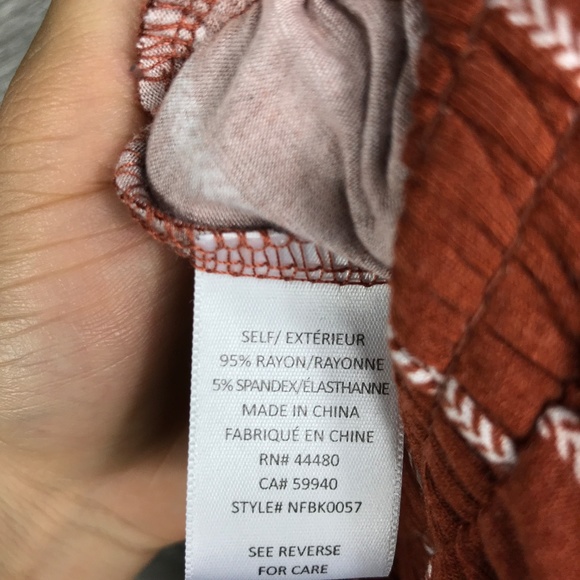 SELF/ EXTÉRIEUR
95% RAYON/RAYONNE
5% SPANDEX/ÉLASTHANNE
MADE IN CHINA
FABRIQUÉ EN CHINE
RN# 44480
CA# 59940
STYLE# NFBK0057
SEE REVERSE
FOR CARE